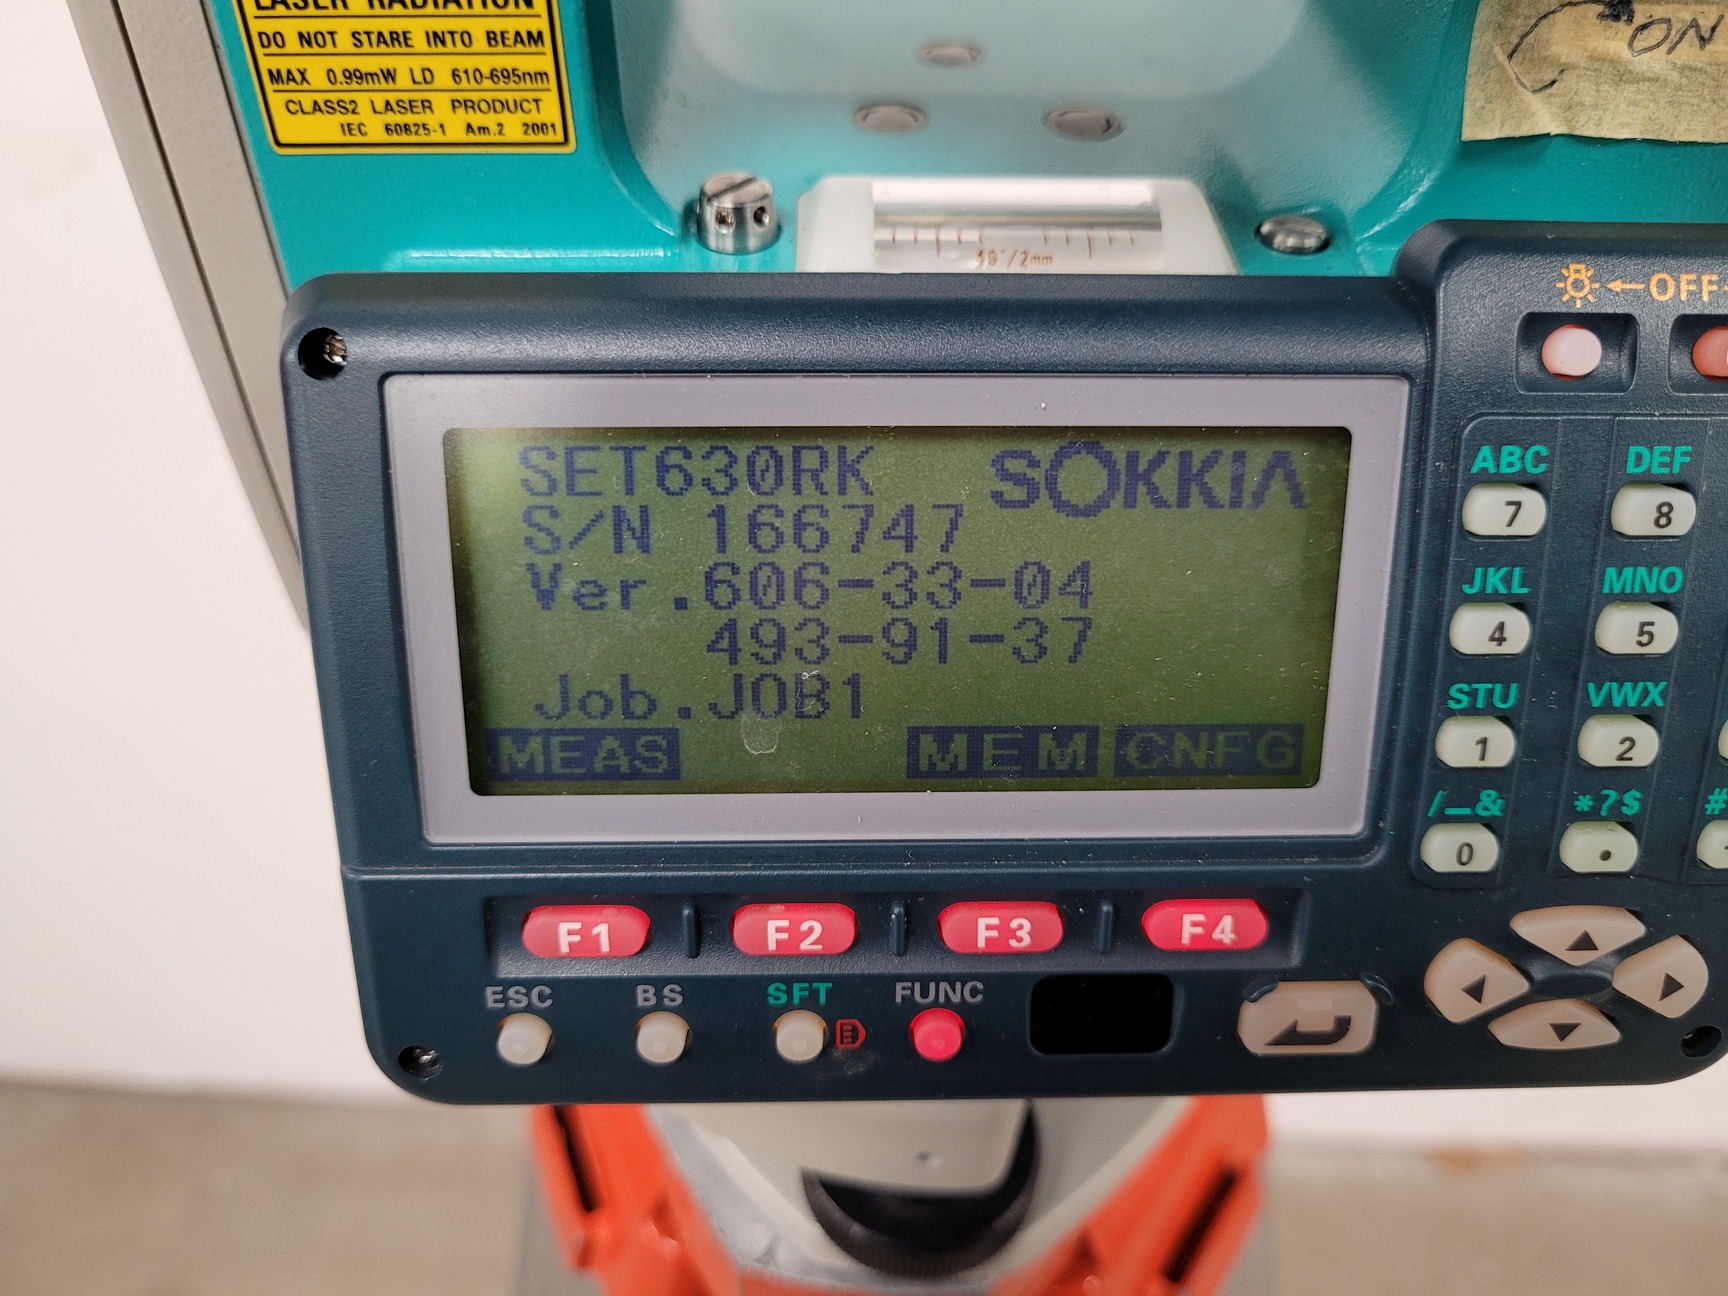 LASER RADIATION
DO NOT STARE INTO BEAM
MAX 0.99mW LD 610-695nm
CLASS2 LASER PRODUCT
IEC 60825-1 Am.2 2001
ON
/2mm
←OFF
SET630RK SOKKIA
S/N 166747
Ver.606-33-04
493-91-37
Job.JOB1
MEAS MEM CNFG
ABC DEF
7 8
JKL MNO
4 5
STU VWX
1 2
/_& *?$ #
0 .
F1 F2 F3 F4
ESC BS SFT FUNC